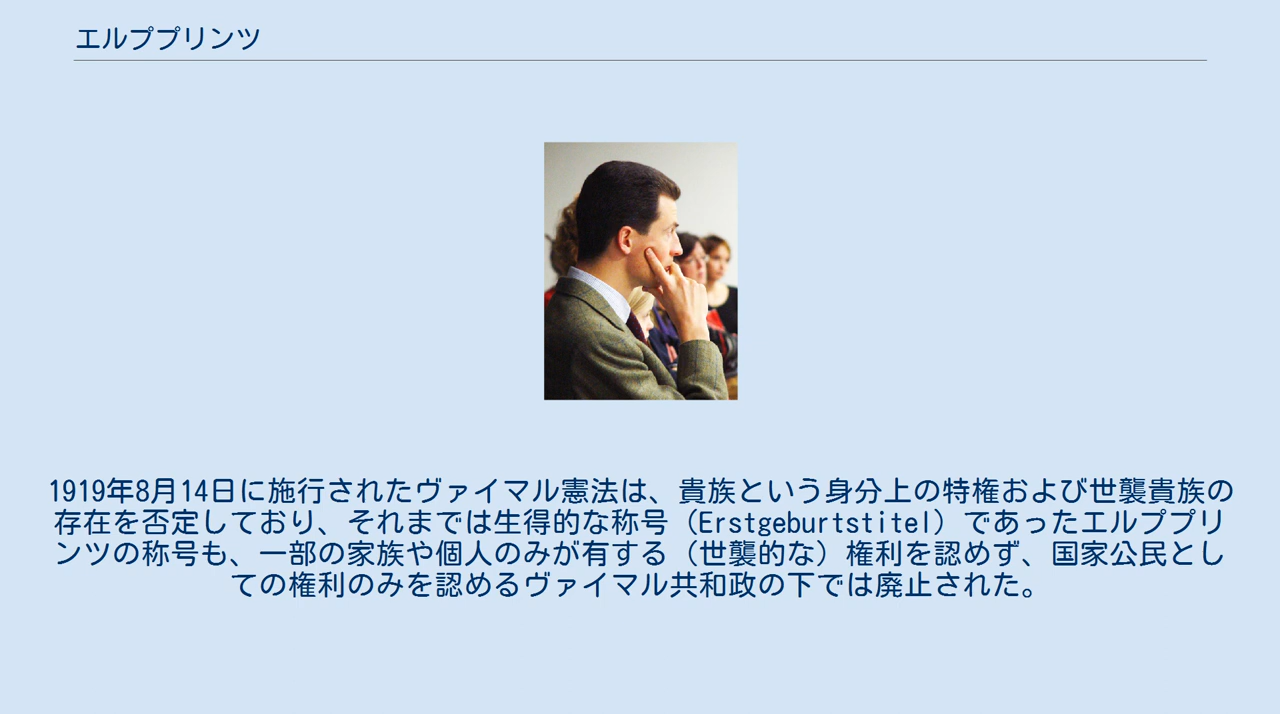 エルププリンツ
1919年8月14日に施行されたヴァイマル憲法は、貴族という身分上の特権および世襲貴族の
存在を否定しており、それまでは生得的な称号（Erstgeburtstitel）であったエルププリ
ンツの称号も、一部の家族や個人のみが有する（世襲的な）権利を認めず、国家公民とし
ての権利のみを認めるヴァイマル共和政の下では廃止された。